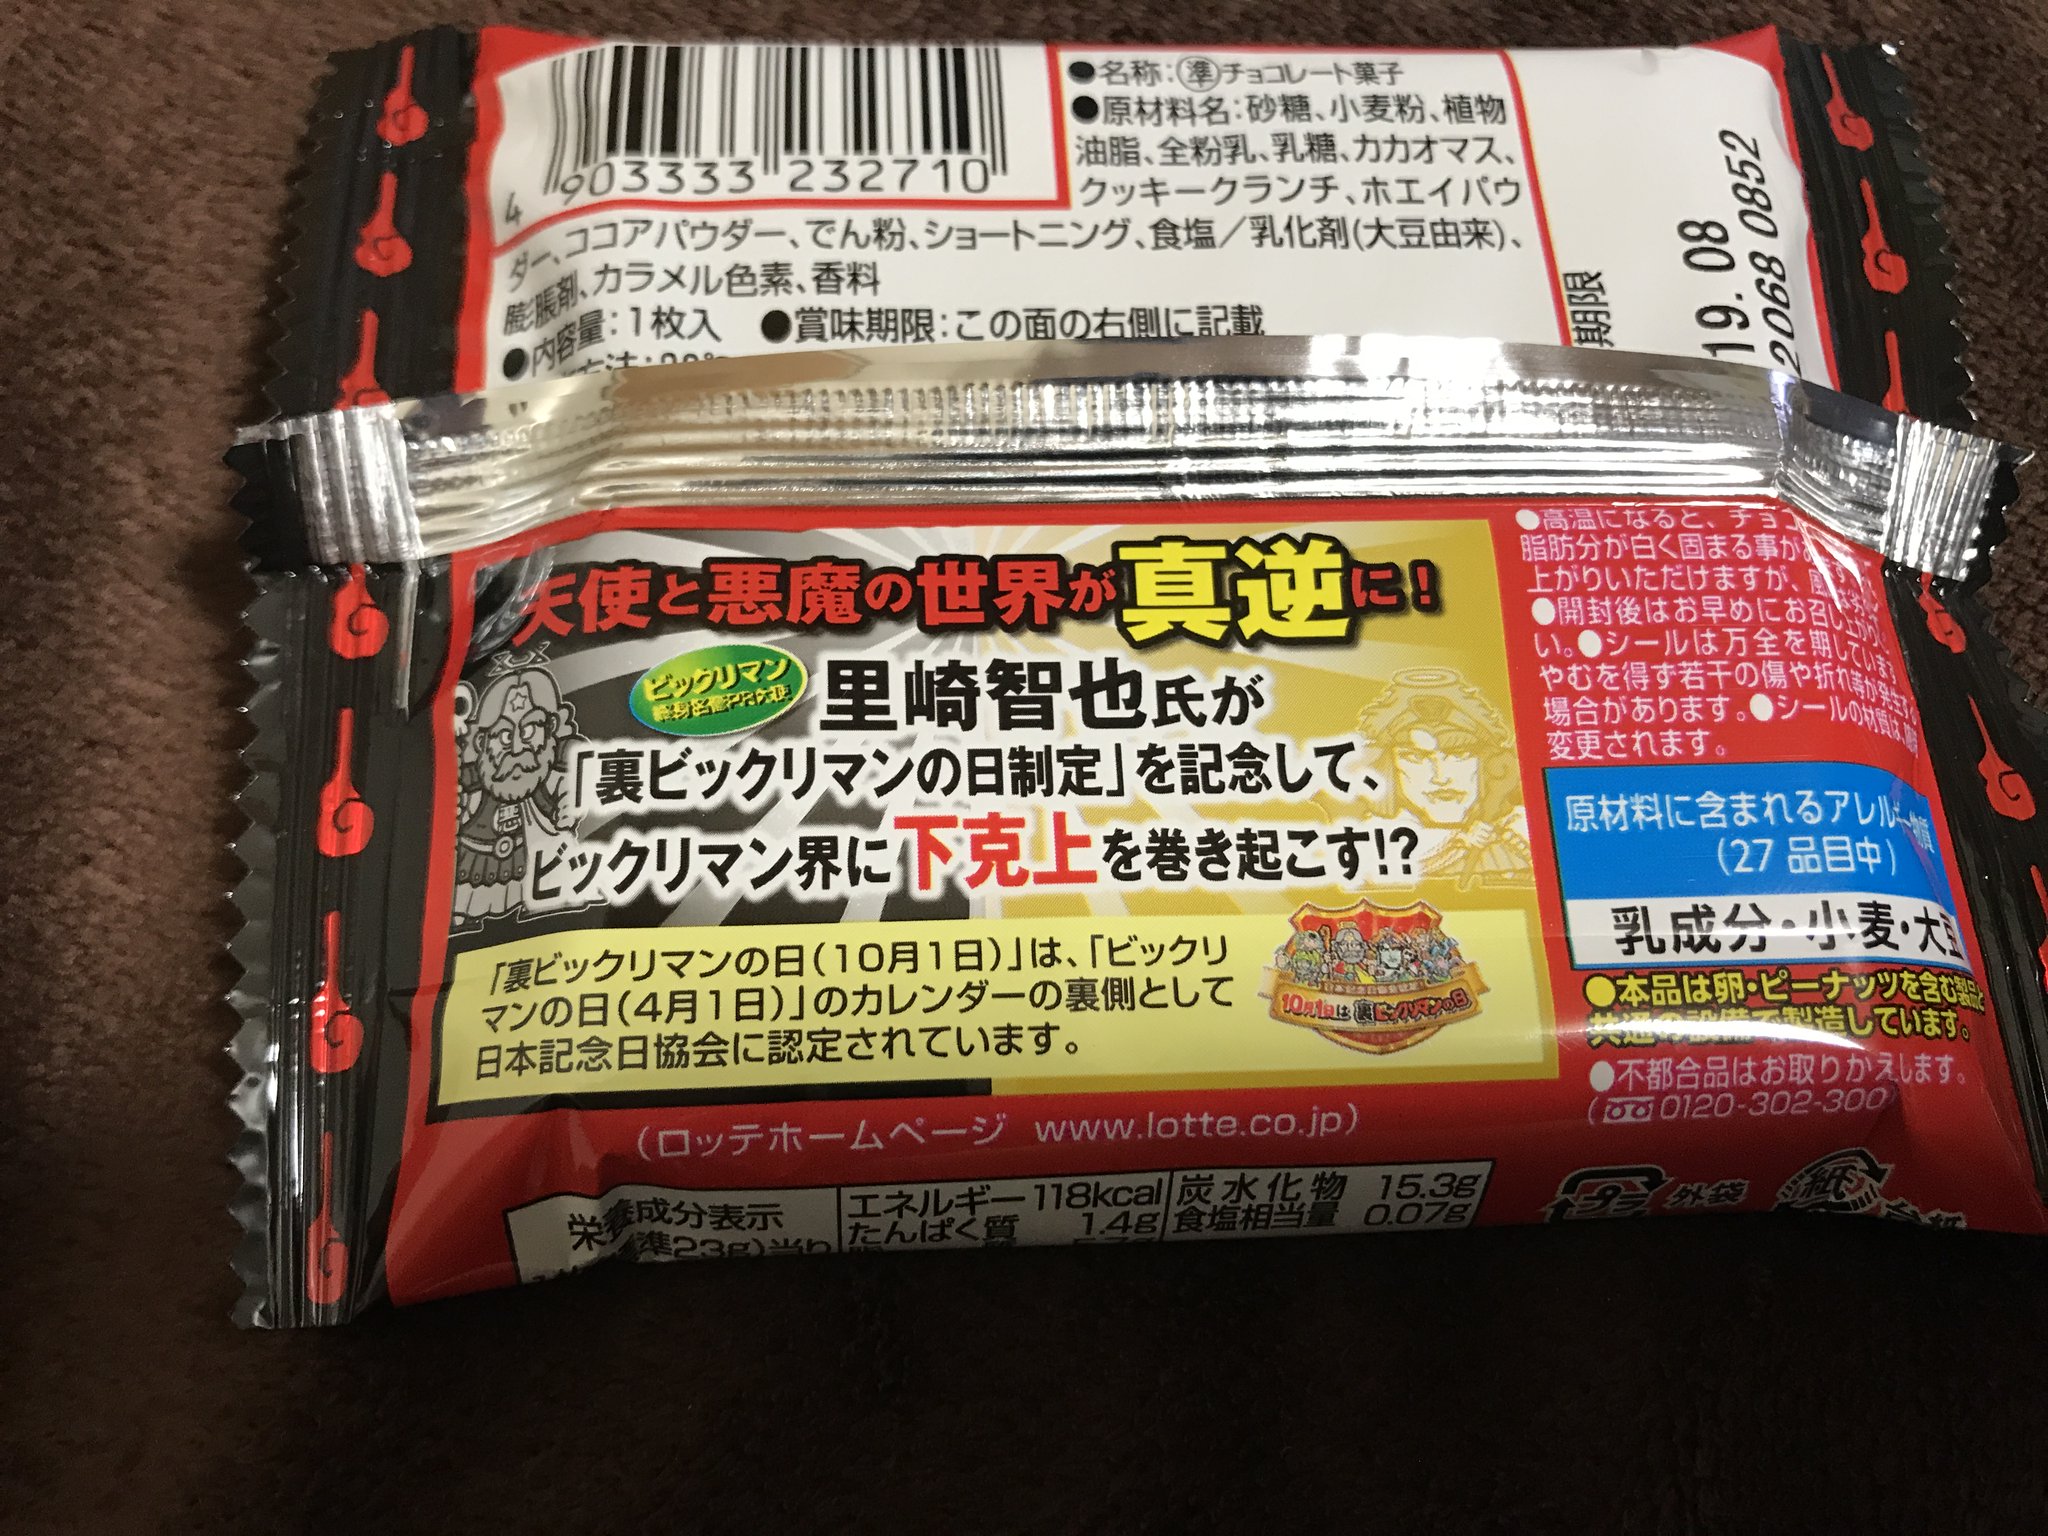 4 903333 232710
●名称:準チョコレート菓子
●原材料名:砂糖、小麦粉、植物
油脂、全粉乳、乳糖、カカオマス、
クッキークランチ、ホエイパウ
ダー、ココアパウダー、でん粉、ショートニング、食塩/乳化剤(大豆由来)、
膨脹剤、カラメル色素、香料
●内容量:1枚入 ●賞味期限:この面の右側に記載
期限
19. 08
2068 0852
天使と悪魔の世界が真逆に!
ビックリマン
里崎智也氏が
「裏ビックリマンの日制定」を記念して、
ビックリマン界に下克上を巻き起こす!?
「裏ビックリマンの日(10月1日)」は、「ビックリ
マンの日(4月1日)」のカレンダーの裏側として
日本記念日協会に認定されています。
10月1日は裏ビックリマンの日
(ロッテホームページ www.lotte.co.jp)
●高温になると、チョコ
脂肪分が白く固まる事が
上がりいただけますが、
●開封後はお早めにお召し上がり
い。●シールは万全を期しています
やむを得ず若干の傷や折れ等が発生する
場合があります。●シールの材質は、
変更されます。
原材料に含まれるアレルギー物質
(27品目中)
乳成分・小麦・大豆
●本品は卵・ピーナッツを含む製品と
共通の設備で製造しています。
●不都合品はお取りかえします。
(0120-302-300)
栄養成分表示
準23g)当り
エネルギー 118kcal
たんぱく質 1.4g
炭水化物 15.3g
食塩相当量 0.07g
プラ 外袋
紙 台紙